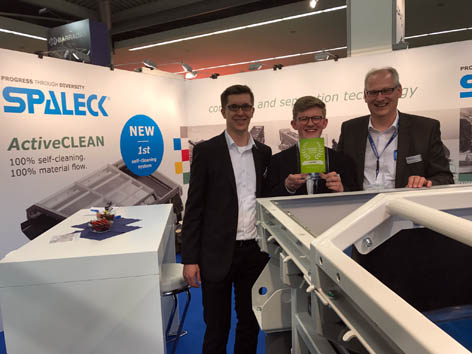 PROGRESS THROUGH DIVERSITY
SPALECK
ActiveCLEAN
100% self-cleaning.
100% material flow.
NEW
1st
self-cleaning
system
and separation technology